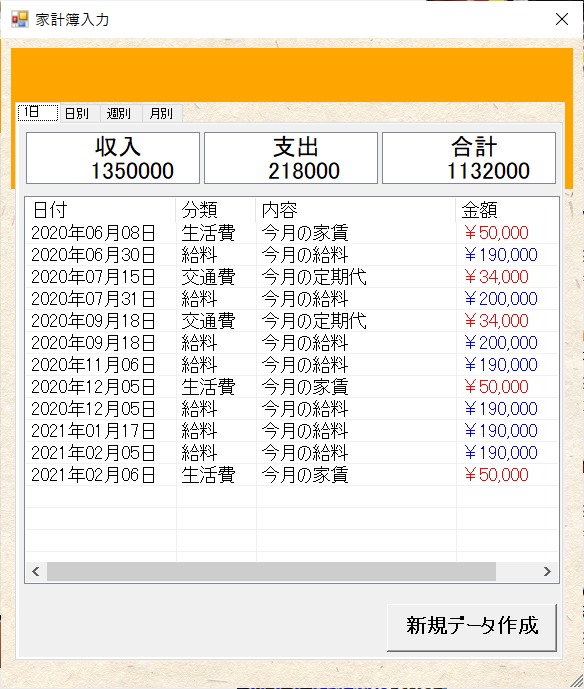 家計簿入力
1日 日別 週別 月別
収入 支出 合計
1350000 218000 1132000
日付 分類 内容 金額
2020年06月08日 生活費 今月の家賃 ¥50,000
2020年06月30日 給料 今月の給料 ¥190,000
2020年07月15日 交通費 今月の定期代 ¥34,000
2020年07月31日 給料 今月の給料 ¥200,000
2020年09月18日 交通費 今月の定期代 ¥34,000
2020年09月18日 給料 今月の給料 ¥200,000
2020年11月06日 給料 今月の給料 ¥190,000
2020年12月05日 生活費 今月の家賃 ¥50,000
2020年12月05日 給料 今月の給料 ¥190,000
2021年01月17日 給料 今月の給料 ¥190,000
2021年02月05日 給料 今月の給料 ¥190,000
2021年02月06日 生活費 今月の家賃 ¥50,000
新規データ作成